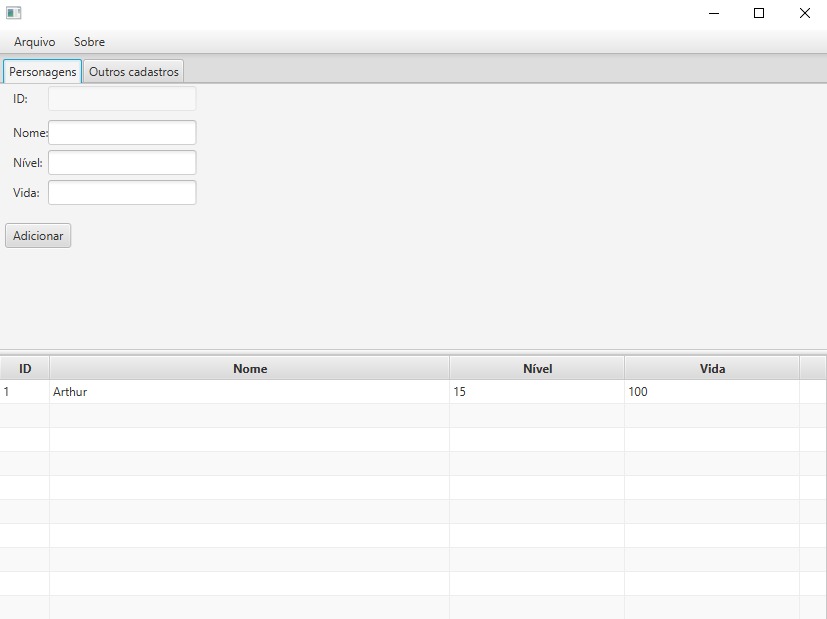 Arquivo Sobre
Personagens Outros cadastros
ID:
Nome:
Nível:
Vida:
Adicionar
ID Nome Nível Vida
1 Arthur 15 100